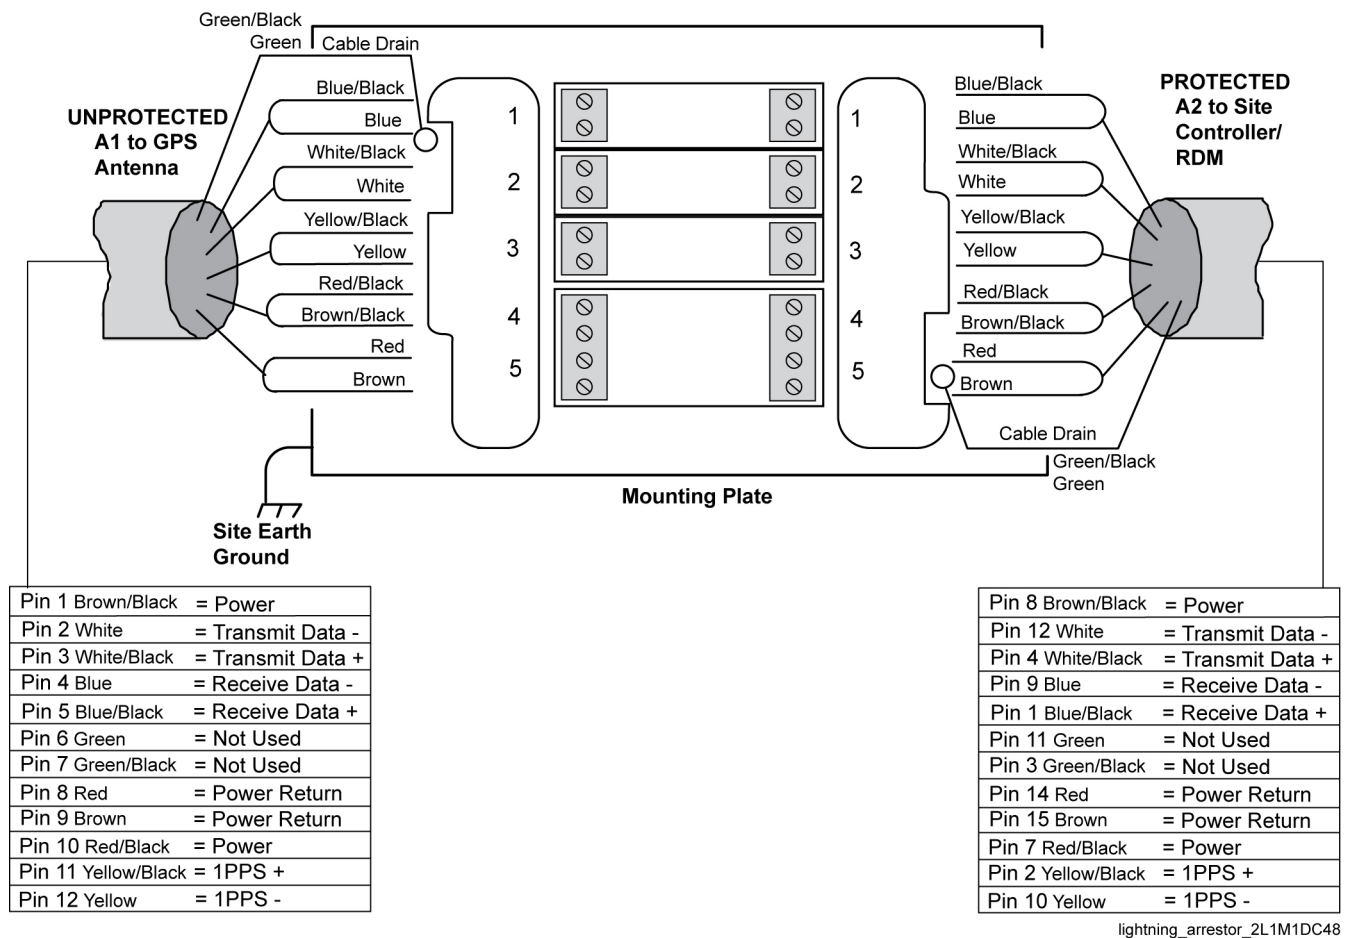 Green/Black
Green
Cable Drain
UNPROTECTED
A1 to GPS
Antenna
Blue/Black
Blue
White/Black
White
Yellow/Black
Yellow
Red/Black
Brown/Black
Red
Brown
1
2
3
4
5
1
2
3
4
5
Blue/Black
Blue
White/Black
White
Yellow/Black
Yellow
Red/Black
Brown/Black
Red
Brown
PROTECTED
A2 to Site
Controller/
RDM
Cable Drain
Green/Black
Green
Mounting Plate
Site Earth
Ground
Pin 1 Brown/Black = Power
Pin 2 White = Transmit Data -
Pin 3 White/Black = Transmit Data +
Pin 4 Blue = Receive Data -
Pin 5 Blue/Black = Receive Data +
Pin 6 Green = Not Used
Pin 7 Green/Black = Not Used
Pin 8 Red = Power Return
Pin 9 Brown = Power Return
Pin 10 Red/Black = Power
Pin 11 Yellow/Black = 1PPS +
Pin 12 Yellow = 1PPS -
Pin 8 Brown/Black = Power
Pin 12 White = Transmit Data -
Pin 4 White/Black = Transmit Data +
Pin 9 Blue = Receive Data -
Pin 1 Blue/Black = Receive Data +
Pin 11 Green = Not Used
Pin 3 Green/Black = Not Used
Pin 14 Red = Power Return
Pin 15 Brown = Power Return
Pin 7 Red/Black = Power
Pin 2 Yellow/Black = 1PPS +
Pin 10 Yellow = 1PPS -
lightning_arrestor_2L1M1DC48